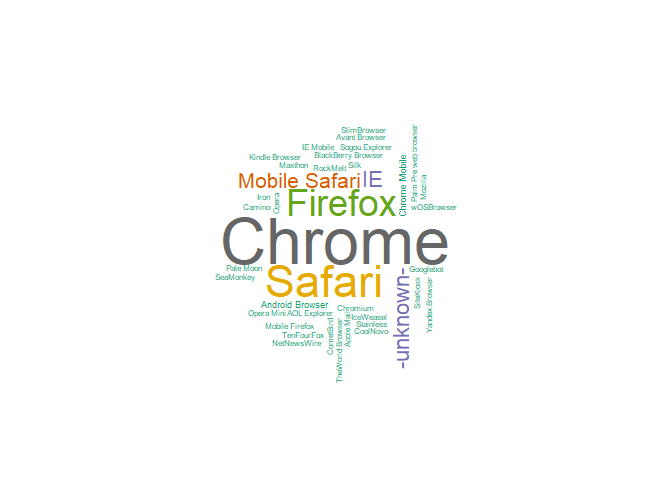 SlimBrowser
Avant Browser
IE Mobile
Sogou Explorer
Kindle Browser
BlackBerry Browser
Maxthon
RockMelt
Silk
Mobile Safari
IE
Chrome Mobile
Palm Pre web browser
Mozilla
Iron
Opera
Firefox
Camino
wOSBrowser
Chrome
Pale Moon
Safari
-unknown-
Googlebot
SeaMonkey
SiteKiosk
Yandex.Browser
Android Browser
Chromium
Opera Mini
AOL Explorer
Apple Mail
IceWeasel
Mobile Firefox
CometBird
Stainless
TenFourFox
TheWorld Browser
CoolNovo
NetNewsWire